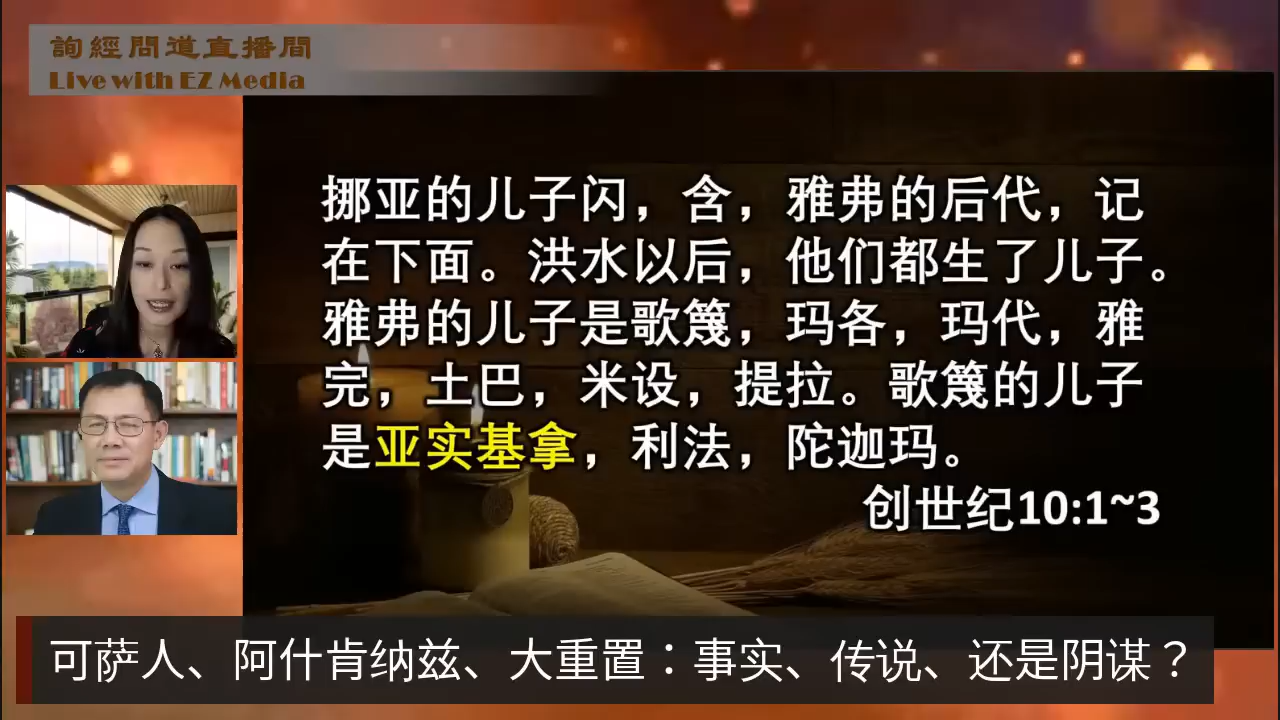 詢經問道直播間
Live with EZ Media
挪亚的儿子闪，含，雅弗的后代，记
在下面。洪水以后，他们都生了儿子。
雅弗的儿子是歌篾，玛各，玛代，雅
完，土巴，米设，提拉。歌篾的儿子
是亚实基拿，利法，陀迦玛。
创世纪10:1~3
可萨人、阿什肯纳兹、大重置：事实、传说、还是阴谋？